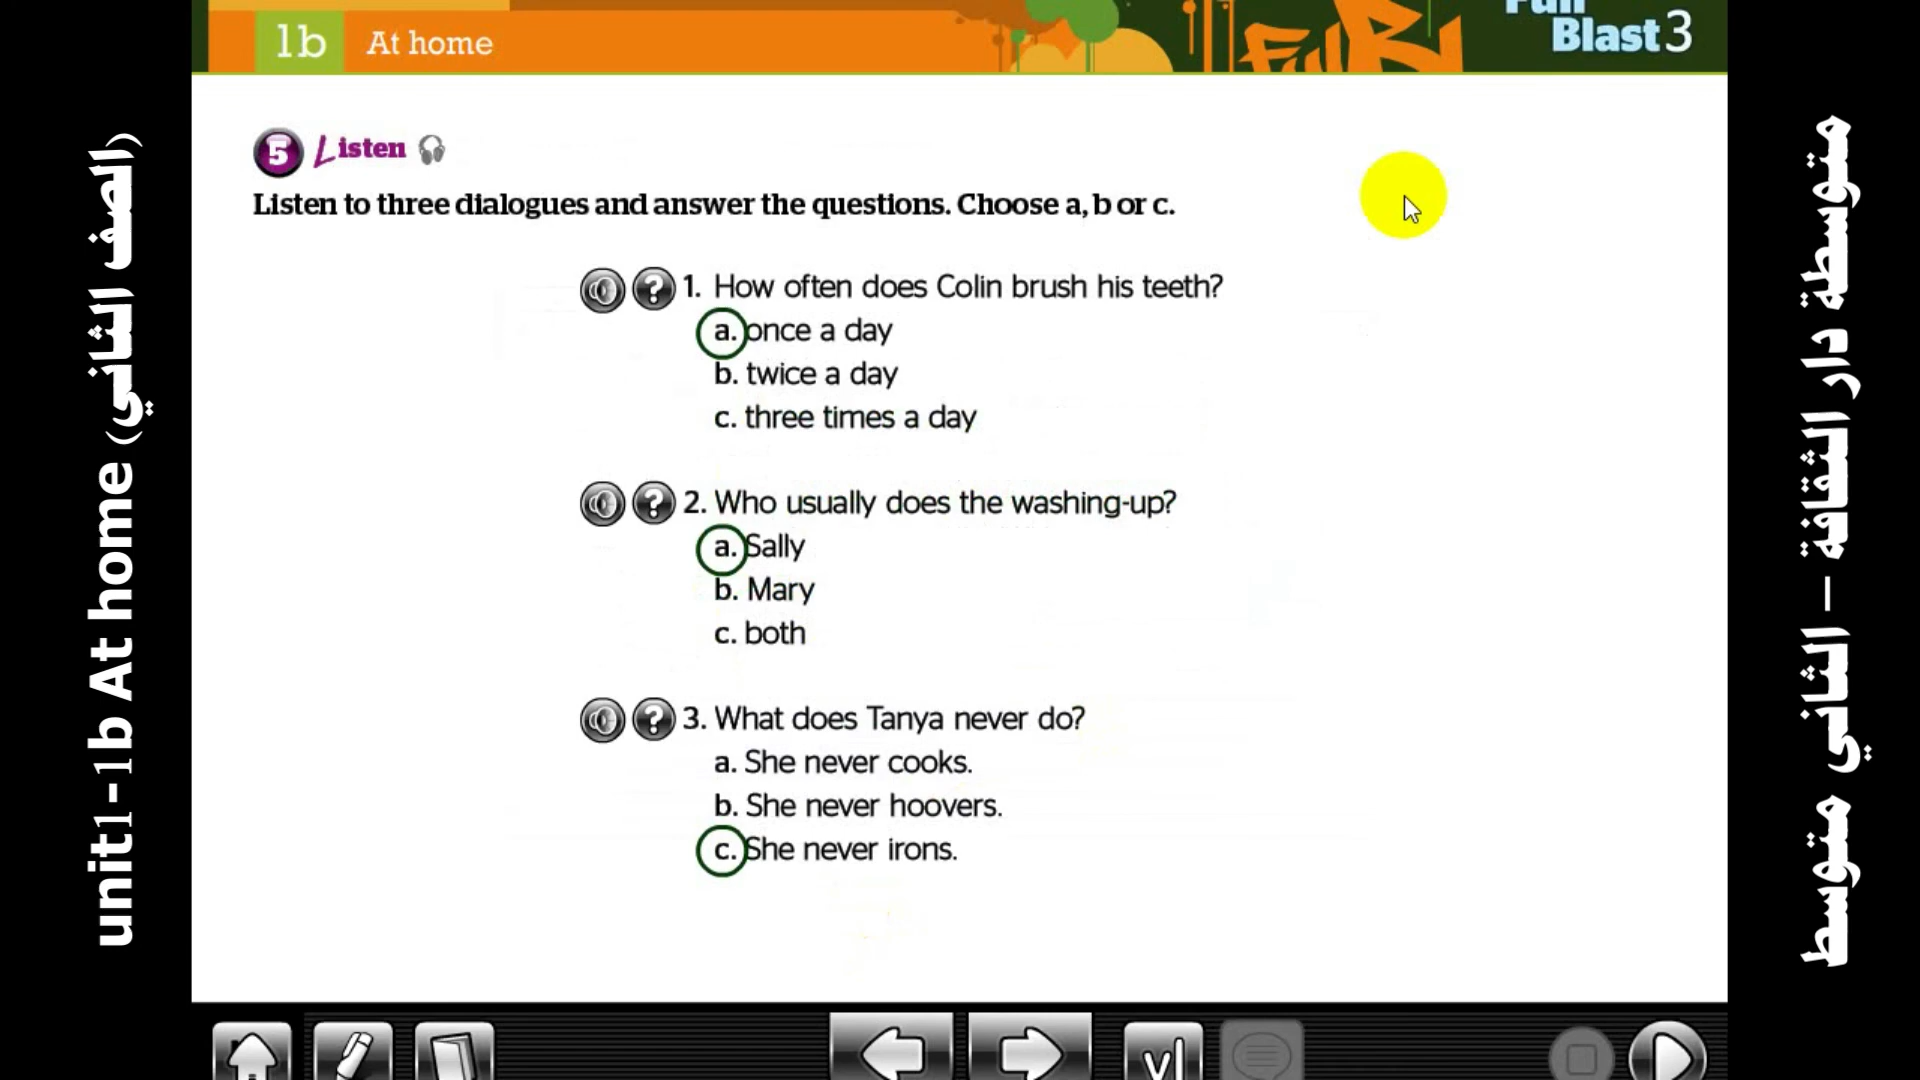 1b At home
Full Blast 3
5 Listen
Listen to three dialogues and answer the questions. Choose a, b or c.
1. How often does Colin brush his teeth?
a. once a day
b. twice a day
c. three times a day
2. Who usually does the washing-up?
a. Sally
b. Mary
c. both
3. What does Tanya never do?
a. She never cooks.
b. She never hoovers.
c. She never irons.
unit1-1b At home (الصف الثاني)
متوسطة دار الثقافة – الثاني متوسط